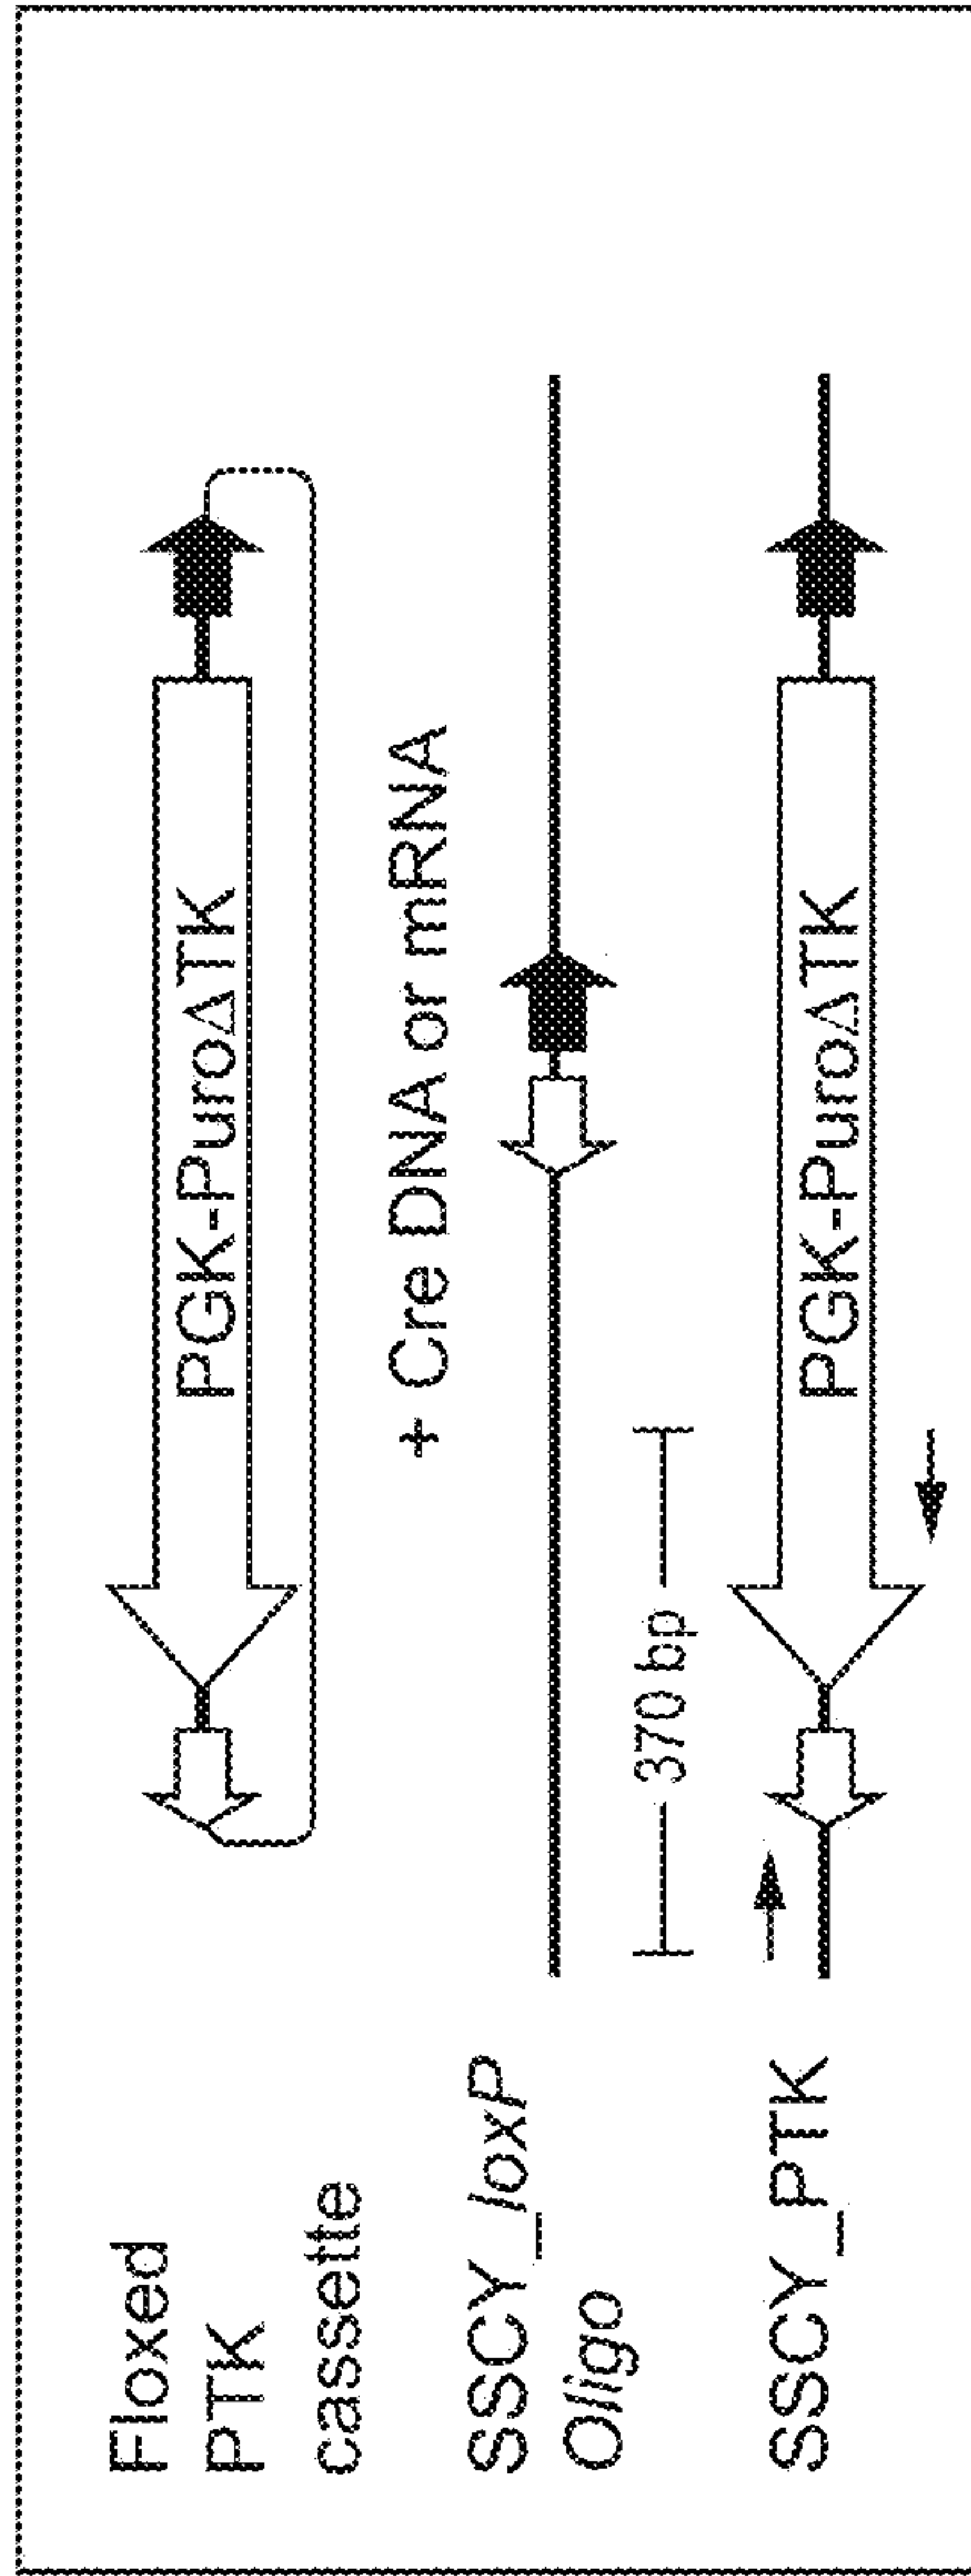 Floxed
PTK
cassette
PGK-PuroΔTK
+ Cre DNA or mRNA
SSCY_loxP
Oligo
370 bp
SSCY_PTK
PGK-PuroΔTK